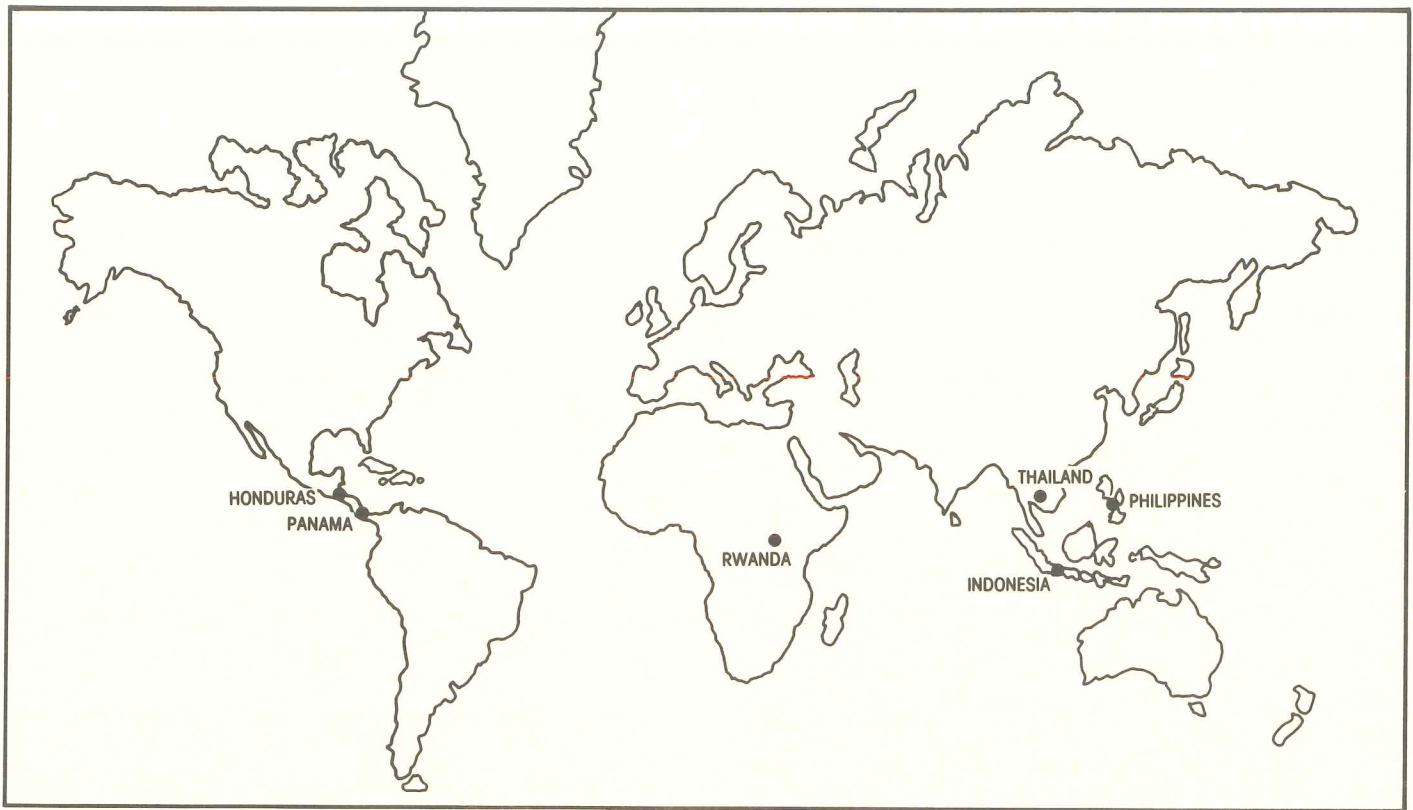 THAILAND
HONDURAS
PHILIPPINES
PANAMA
RWANDA
INDONESIA